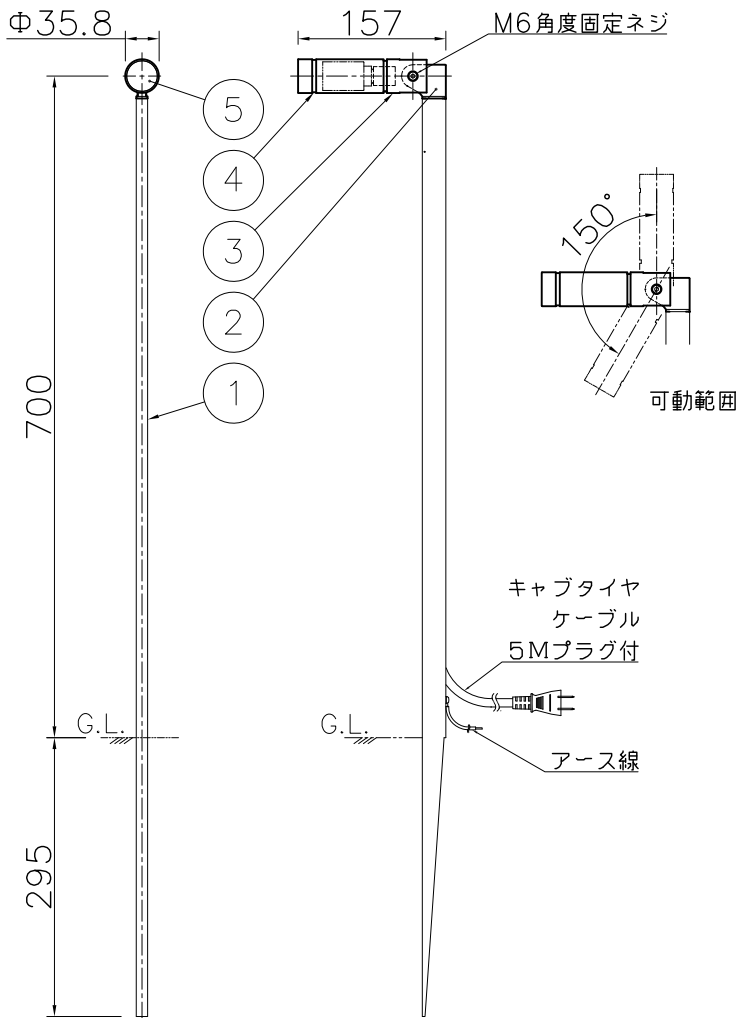 Φ35.8
157
M6角度固定ネジ
5
4
3
2
1
150°
可動範囲
700
キャブタイヤ
ケーブル
5Mプラグ付
G.L.
G.L.
アース線
295